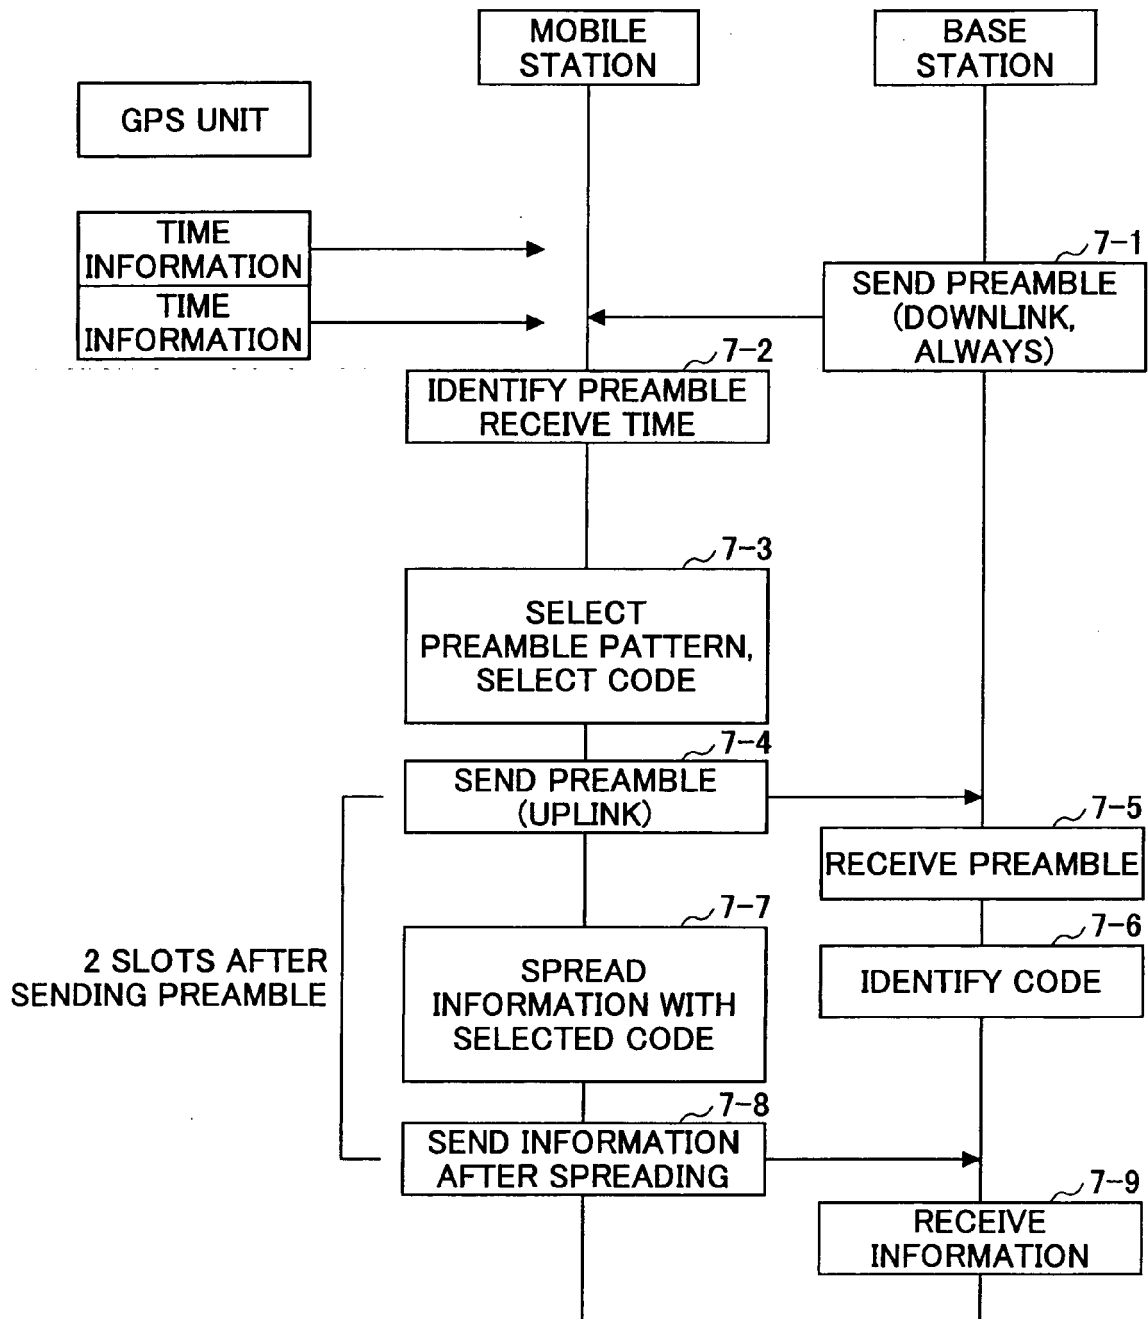 MOBILE
STATION
BASE
STATION
GPS UNIT
TIME
INFORMATION
TIME
INFORMATION
7-1
SEND PREAMBLE
(DOWNLINK,
ALWAYS)
7-2
IDENTIFY PREAMBLE
RECEIVE TIME
7-3
SELECT
PREAMBLE PATTERN,
SELECT CODE
7-4
SEND PREAMBLE
(UPLINK)
7-5
RECEIVE PREAMBLE
7-6
IDENTIFY CODE
2 SLOTS AFTER
SENDING PREAMBLE
7-7
SPREAD
INFORMATION WITH
SELECTED CODE
7-8
SEND INFORMATION
AFTER SPREADING
7-9
RECEIVE
INFORMATION